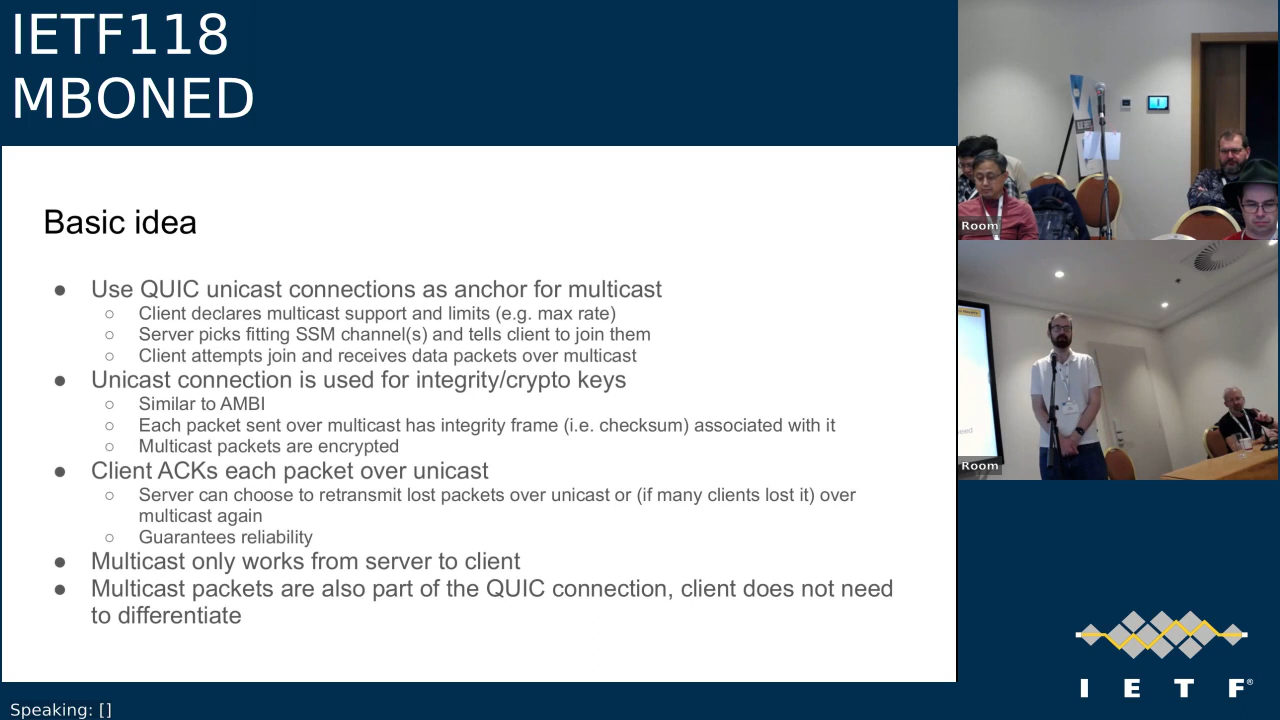 IETF118
MBONED
Basic idea
● Use QUIC unicast connections as anchor for multicast
○ Client declares multicast support and limits (e.g. max rate)
○ Server picks fitting SSM channel(s) and tells client to join them
○ Client attempts join and receives data packets over multicast
● Unicast connection is used for integrity/crypto keys
○ Similar to AMBI
○ Each packet sent over multicast has integrity frame (i.e. checksum) associated with it
○ Multicast packets are encrypted
● Client ACKs each packet over unicast
○ Server can choose to retransmit lost packets over unicast or (if many clients lost it) over
multicast again
○ Guarantees reliability
● Multicast only works from server to client
● Multicast packets are also part of the QUIC connection, client does not need
to differentiate
Room
Room
I E T F®
Speaking: []